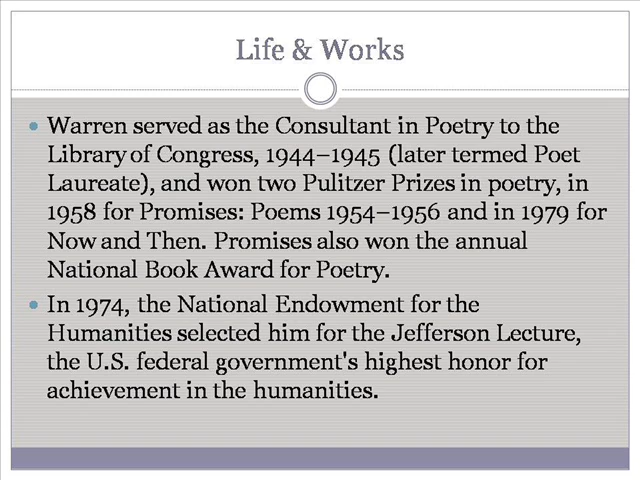 Life & Works
• Warren served as the Consultant in Poetry to the
Library of Congress, 1944–1945 (later termed Poet
Laureate), and won two Pulitzer Prizes in poetry, in
1958 for Promises: Poems 1954–1956 and in 1979 for
Now and Then. Promises also won the annual
National Book Award for Poetry.
• In 1974, the National Endowment for the
Humanities selected him for the Jefferson Lecture,
the U.S. federal government's highest honor for
achievement in the humanities.